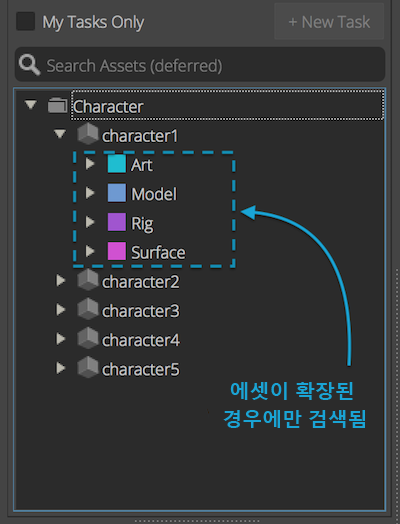 My Tasks Only
+ New Task
Search Assets (deferred)
Character
character1
Art
Model
Rig
Surface
character2
character3
character4
character5
에셋이 확장된
경우에만 검색됨